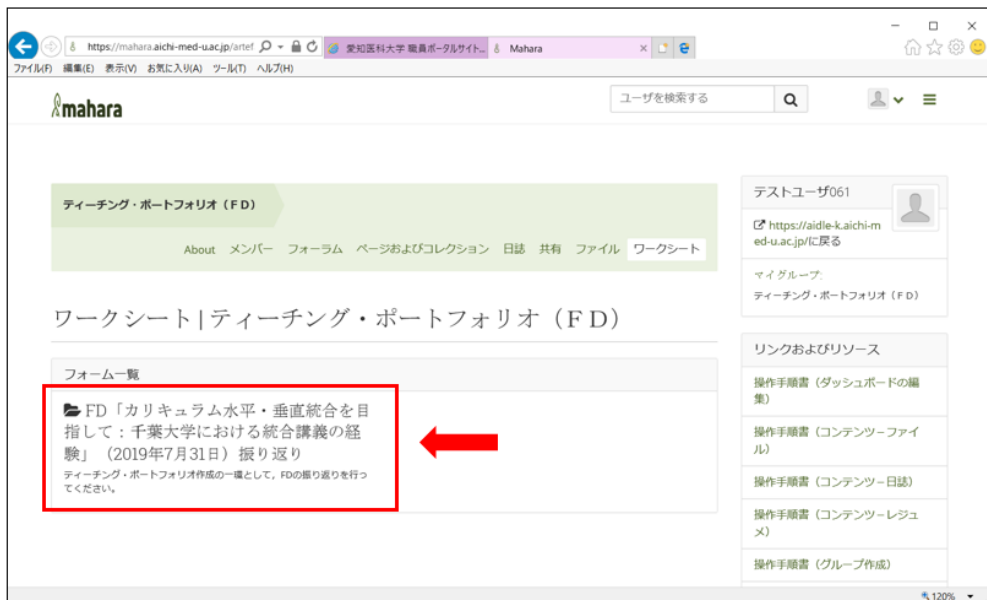 https://mahara.aichi-med-u.ac.jp/artef
愛知医科大学 職員ポータルサイト...
Mahara
ファイル(F) 編集(E) 表示(V) お気に入り(A) ツール(T) ヘルプ(H)
mahara
ユーザを検索する
ティーチング・ポートフォリオ（FD）
About メンバー フォーラム ページおよびコレクション 日誌 共有 ファイル ワークシート
ワークシート | ティーチング・ポートフォリオ（FD）
フォーム一覧
FD「カリキュラム水平・垂直統合を目
指して：千葉大学における統合講義の経
験」（2019年7月31日）振り返り
ティーチング・ポートフォリオ作成の一環として，FDの振り返りを行っ
てください。
テストユーザ061
https://aidle-k.aichi-m
ed-u.ac.jp/に戻る
マイグループ:
ティーチング・ポートフォリオ（FD）
リンクおよびリソース
操作手順書（ダッシュボードの編
集）
操作手順書（コンテンツ－ファイ
ル）
操作手順書（コンテンツ－日誌）
操作手順書（コンテンツ－レジュ
メ）
操作手順書（グループ作成）
120%